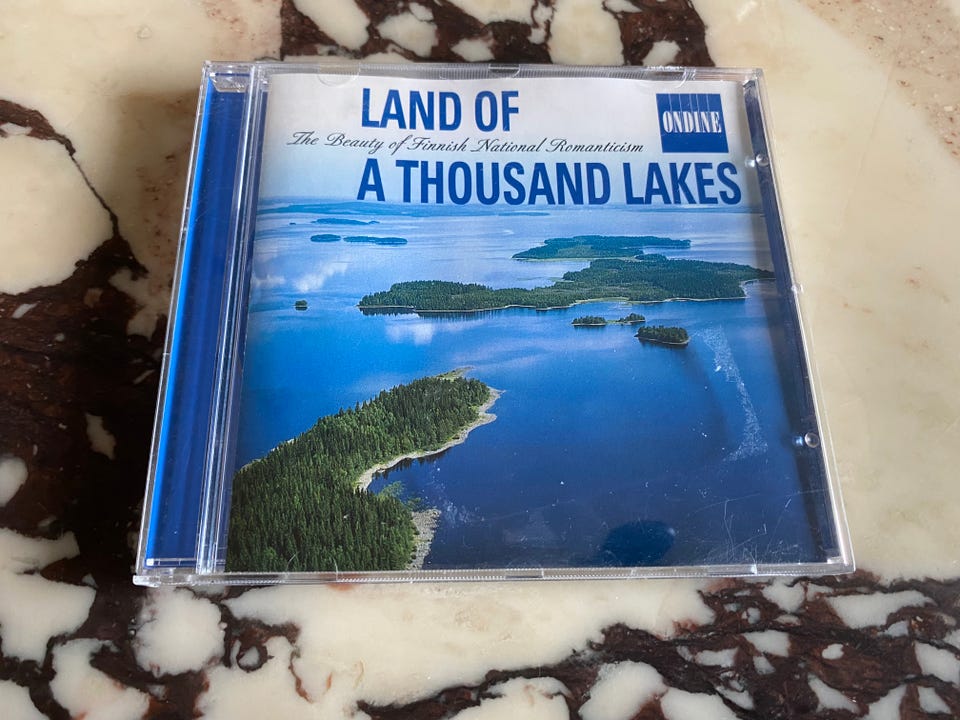 LAND OF
The Beauty of Finnish National Romanticism
A THOUSAND LAKES
ONDINE